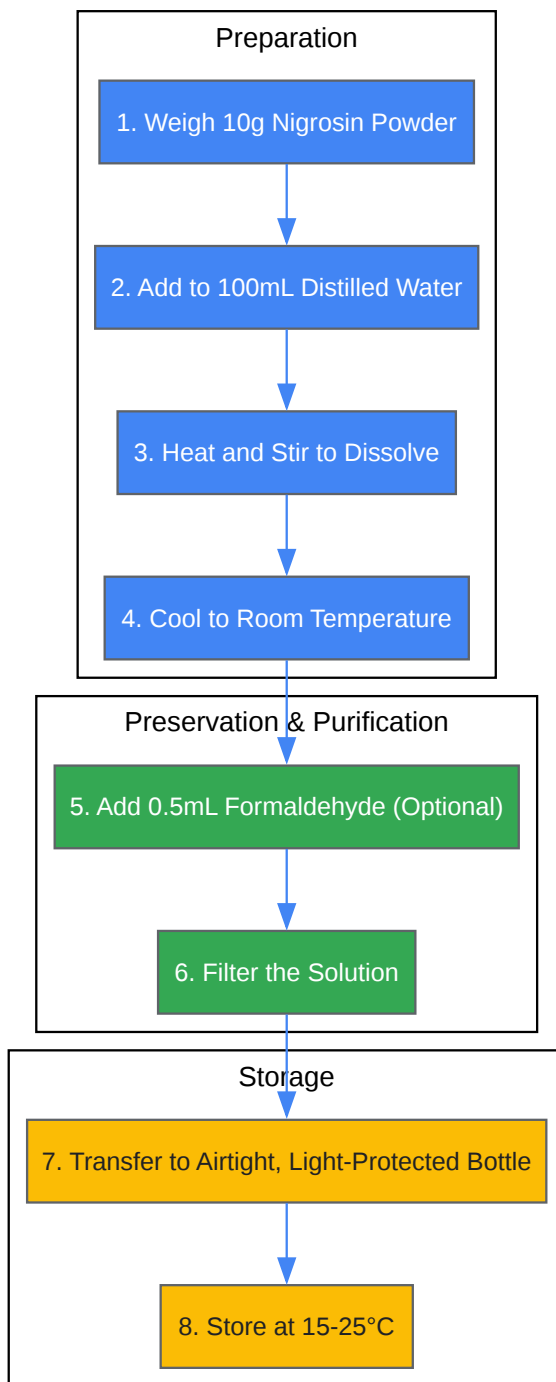 Preparation
1. Weigh 10g Nigrosin Powder
2. Add to 100mL Distilled Water
3. Heat and Stir to Dissolve
4. Cool to Room Temperature
Preservation & Purification
5. Add 0.5mL Formaldehyde (Optional)
6. Filter the Solution
Storage
7. Transfer to Airtight, Light-Protected Bottle
8. Store at 15-25°C